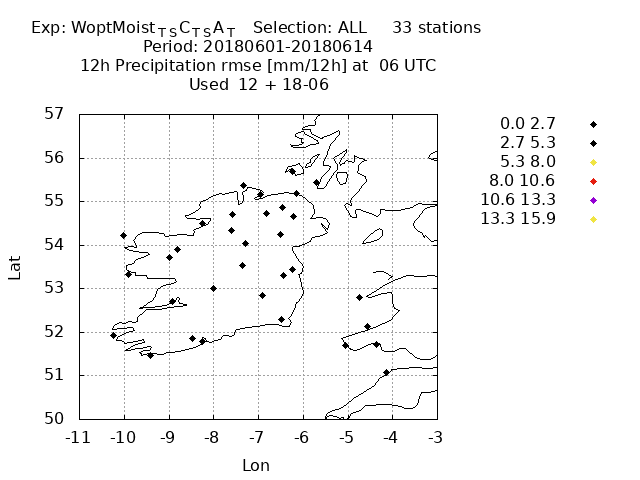 Exp: WoptMoist_TSC_TSA_T   Selection: ALL     33 stations
Period: 20180601-20180614
12h Precipitation rmse [mm/12h] at  06 UTC
Used  12 + 18-06
0.0 2.7
2.7 5.3
5.3 8.0
8.0 10.6
10.6 13.3
13.3 15.9
57
56
55
54
53
52
51
50
Lat
-11 -10 -9 -8 -7 -6 -5 -4 -3
Lon